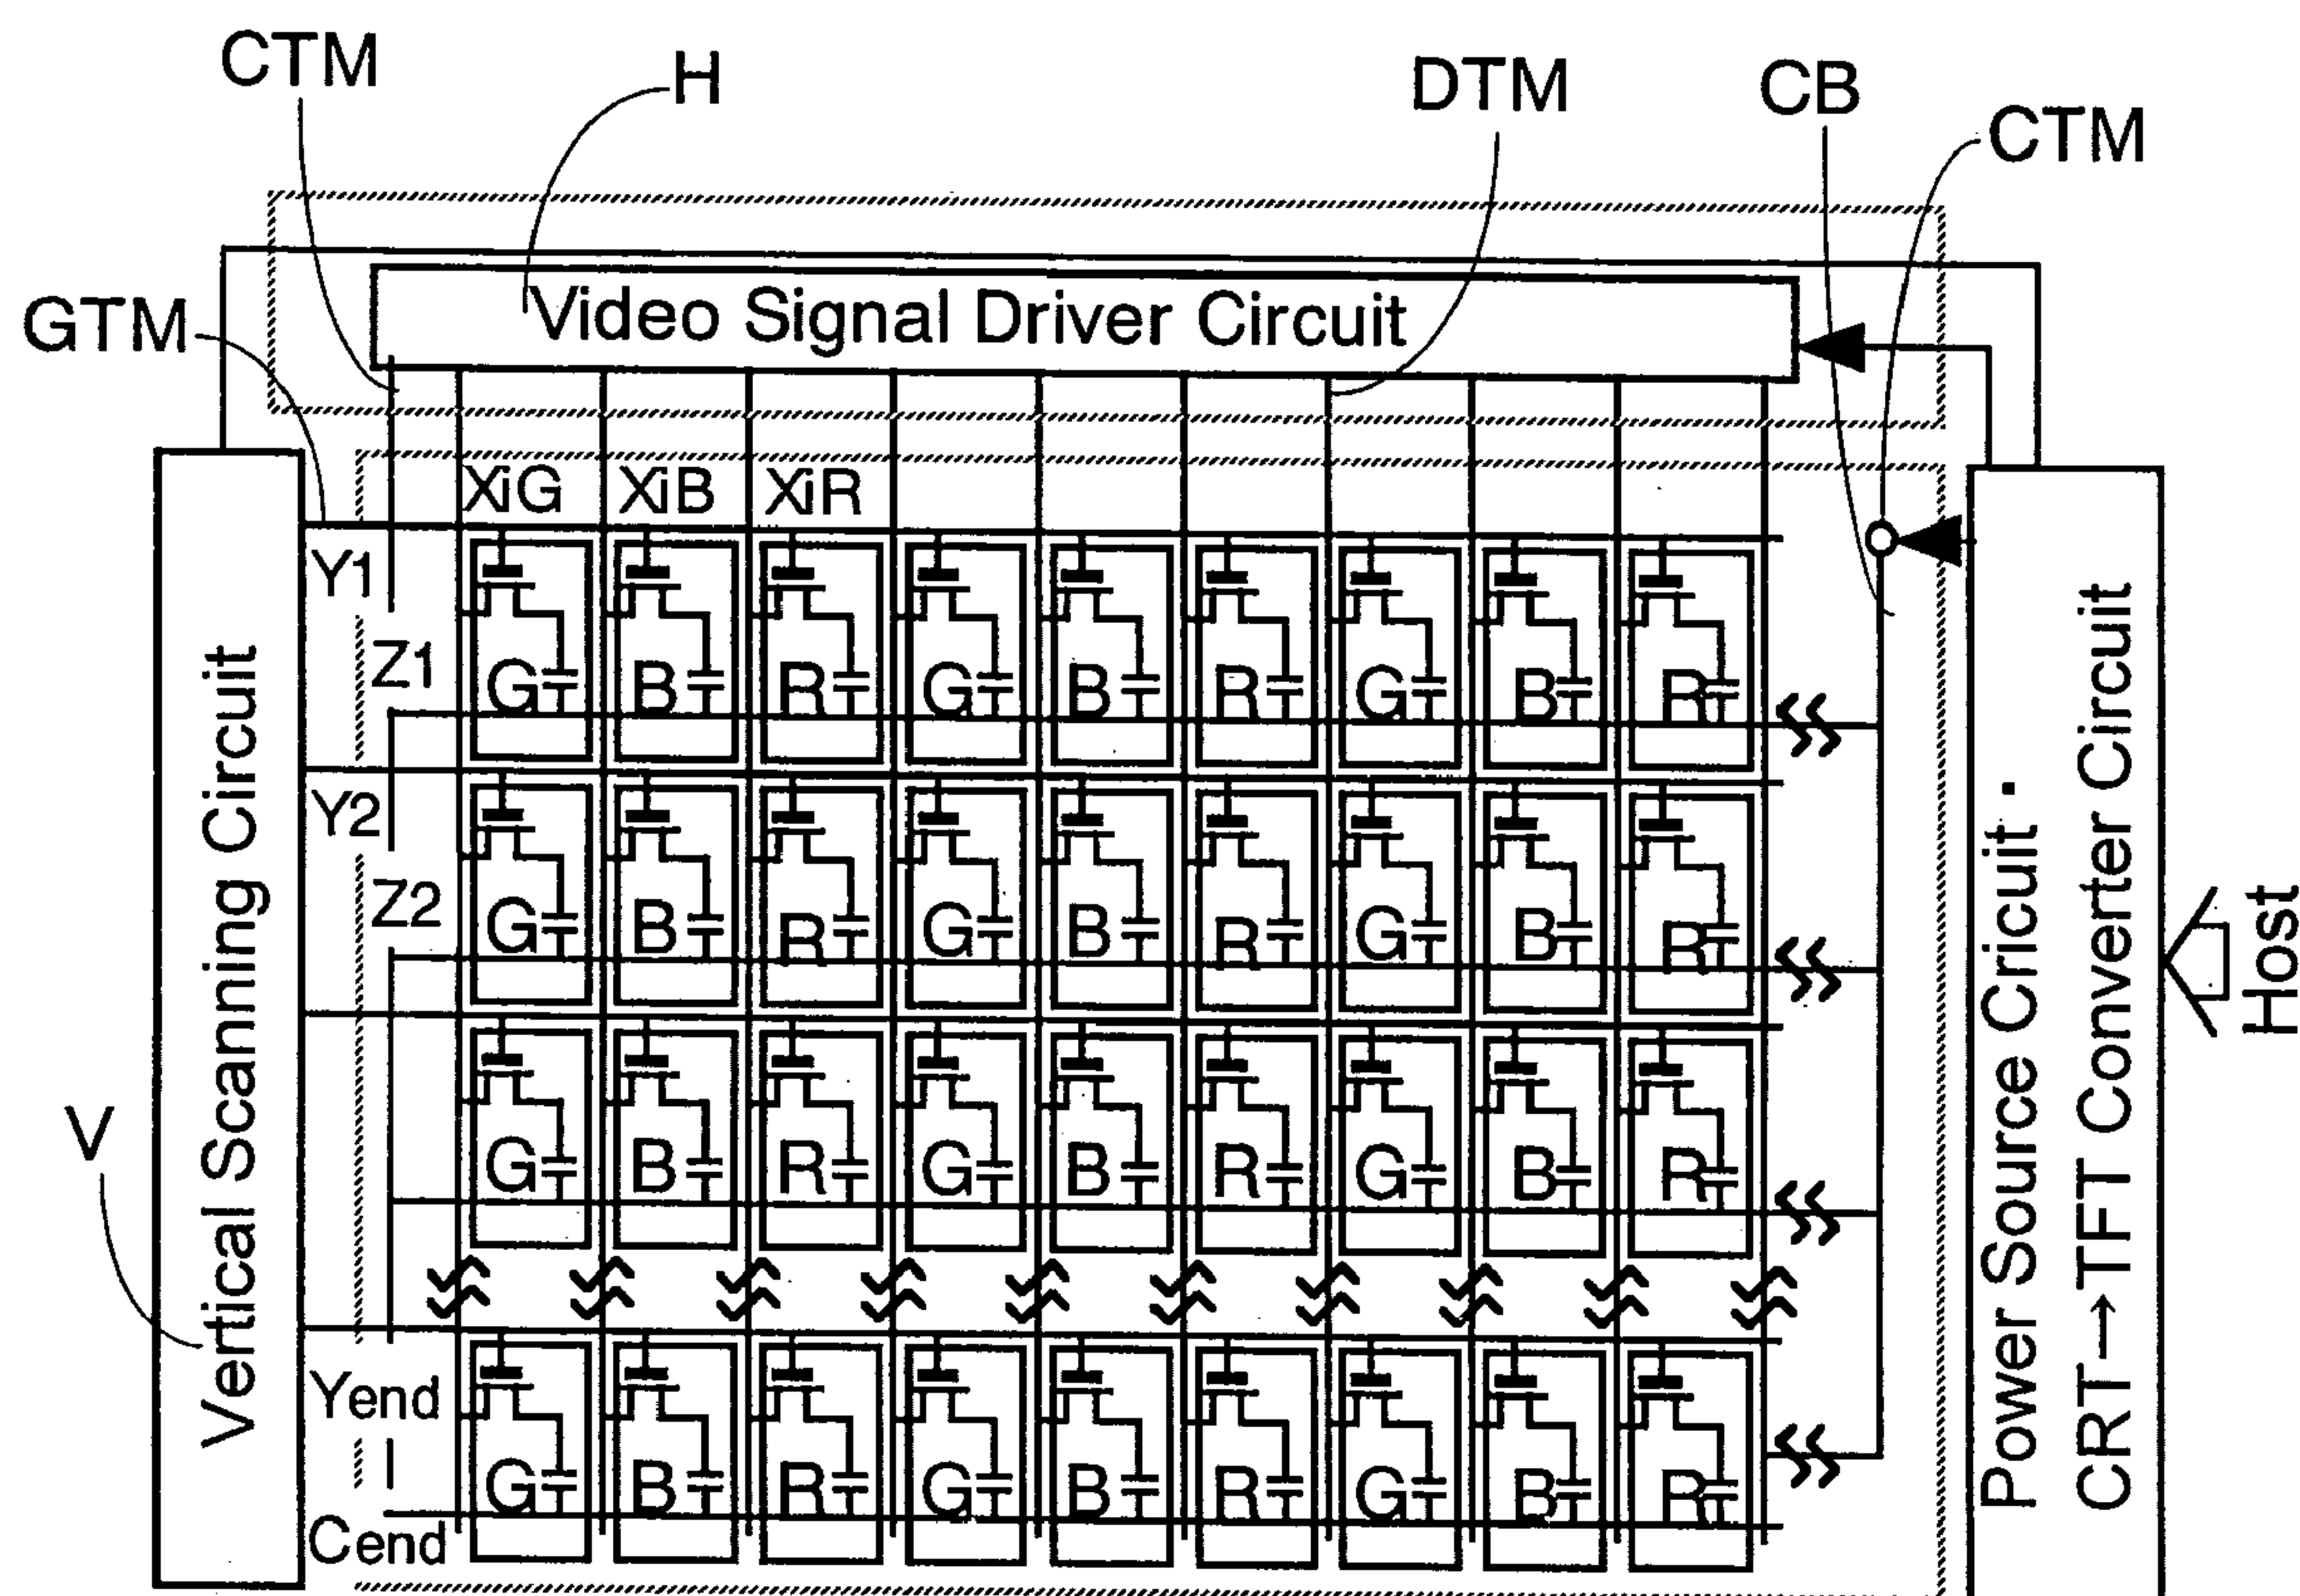 CTM
H
DTM
CB
CTM
GTM
Video Signal Driver Circuit
XiG XiB XiR
Y1
Z1
G B R G B R G B R
Y2
Z2
G B R G B R G B R
G B R G B R G B R
V
Yend
G B R G B R G B R
Cend
Vertical Scanning Circuit
Power Source Cricuit ·
CRT→TFT Converter Circuit
Host